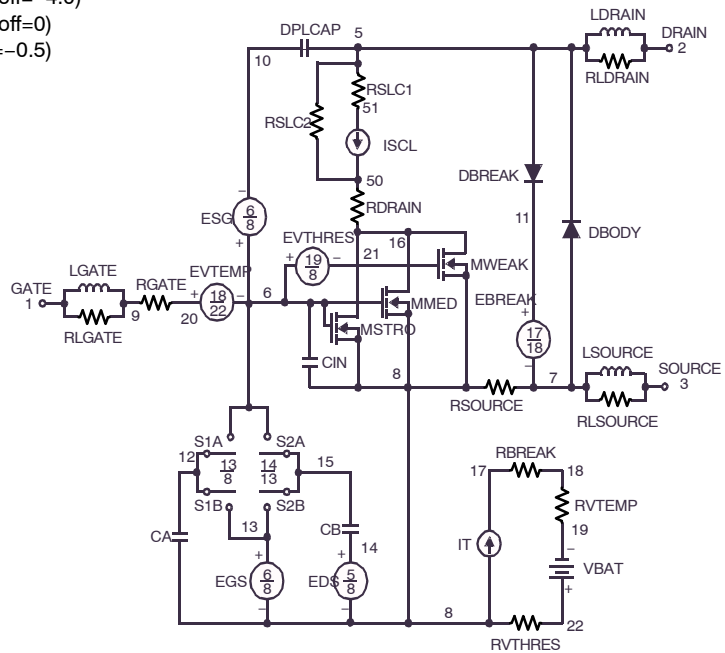 off=-4.0)
off=0)
=−0.5)
LDRAIN
DPLCAP
5
DRAIN
2
10
RLDRAIN
RSLC1
51
RSLC2
ISCL
DBREAK
50
RDRAIN
ESG
6
8
11
DBODY
EVTHRES
16
21
19
8
MWEAK
LGATE
EVTEMP
GATE
1
RGATE
18
22
6
EBREAK
MMED
9
20
MSTRO
17
18
RLGATE
LSOURCE
CIN
8
7
SOURCE
3
RSOURCE
RLSOURCE
S1A
S2A
12
13
8
14
13
15
RBREAK
17
18
S1B
S2B
RVTEMP
13
CB
19
CA
14
IT
VBAT
EGS
6
8
EDS
5
8
8
22
RVTHRES